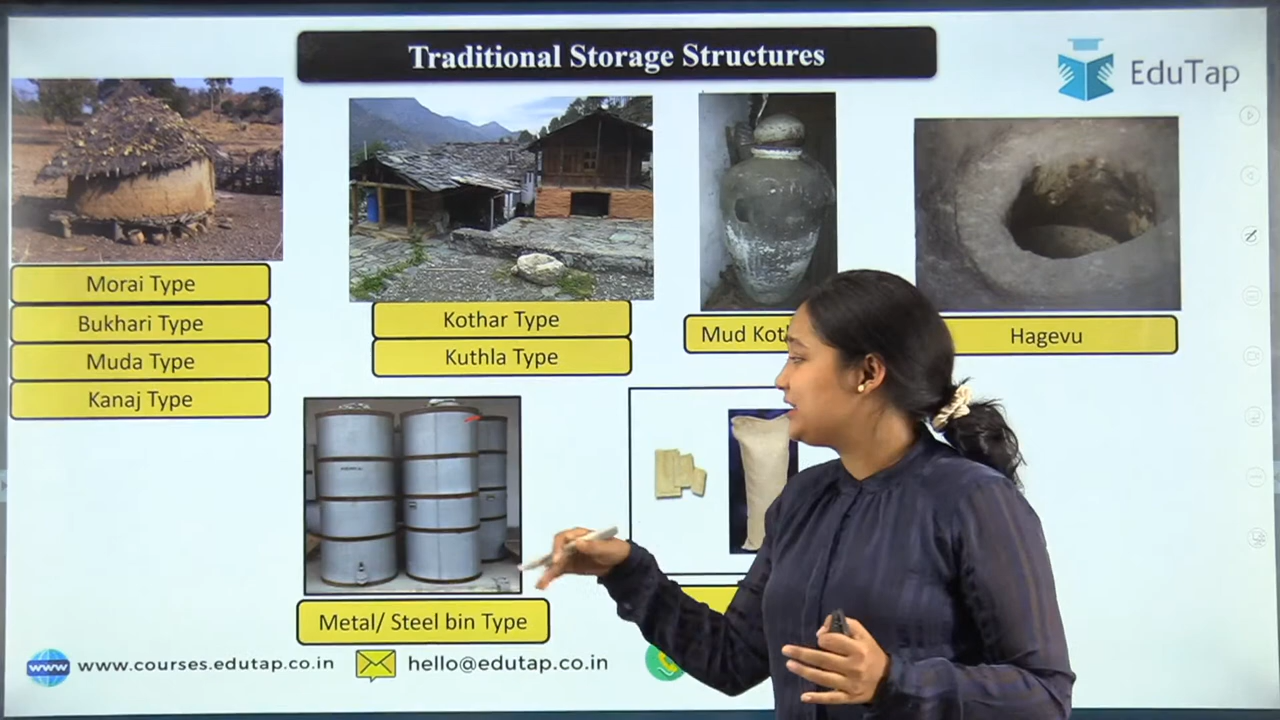 Traditional Storage Structures
EduTap
Morai Type
Bukhari Type
Muda Type
Kanaj Type
Kothar Type
Kuthla Type
Mud
Hagevu
Metal/ Steel bin Type
www
www.courses.edutap.co.in
hello@edutap.co.in